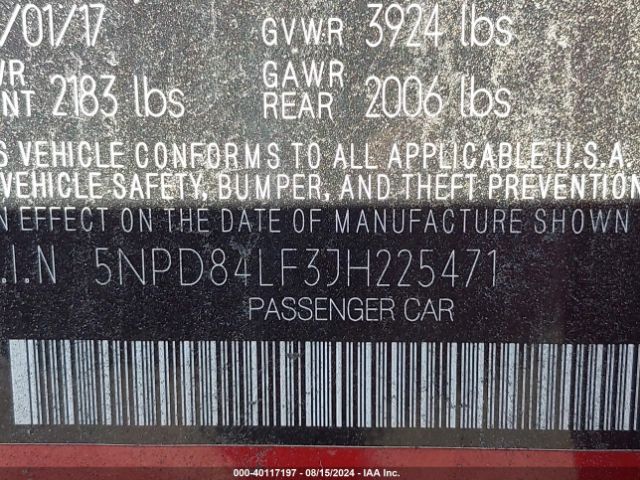 /01/17 GVWR 3924 lbs
WR GAWR
NT 2183 lbs REAR 2006 lbs
S VEHICLE CONFORMS TO ALL APPLICABLE U.S.A.
VEHICLE SAFETY, BUMPER, AND THEFT PREVENTION
N EFFECT ON THE DATE OF MANUFACTURE SHOWN
.I.N 5NPD84LF3JH225471
PASSENGER CAR
000-40117197 - 08/15/2024 - IAA Inc.